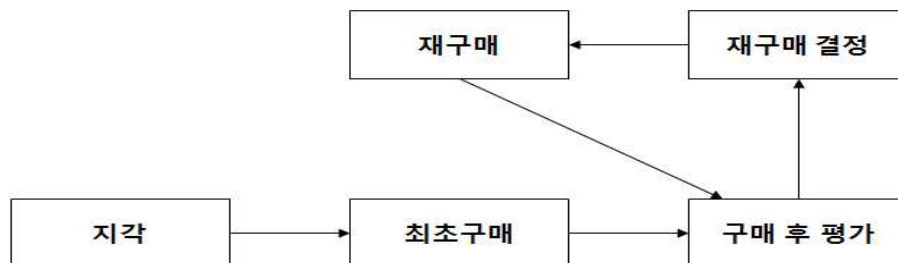 재구매
재구매 결정
지각
최초구매
구매 후 평가